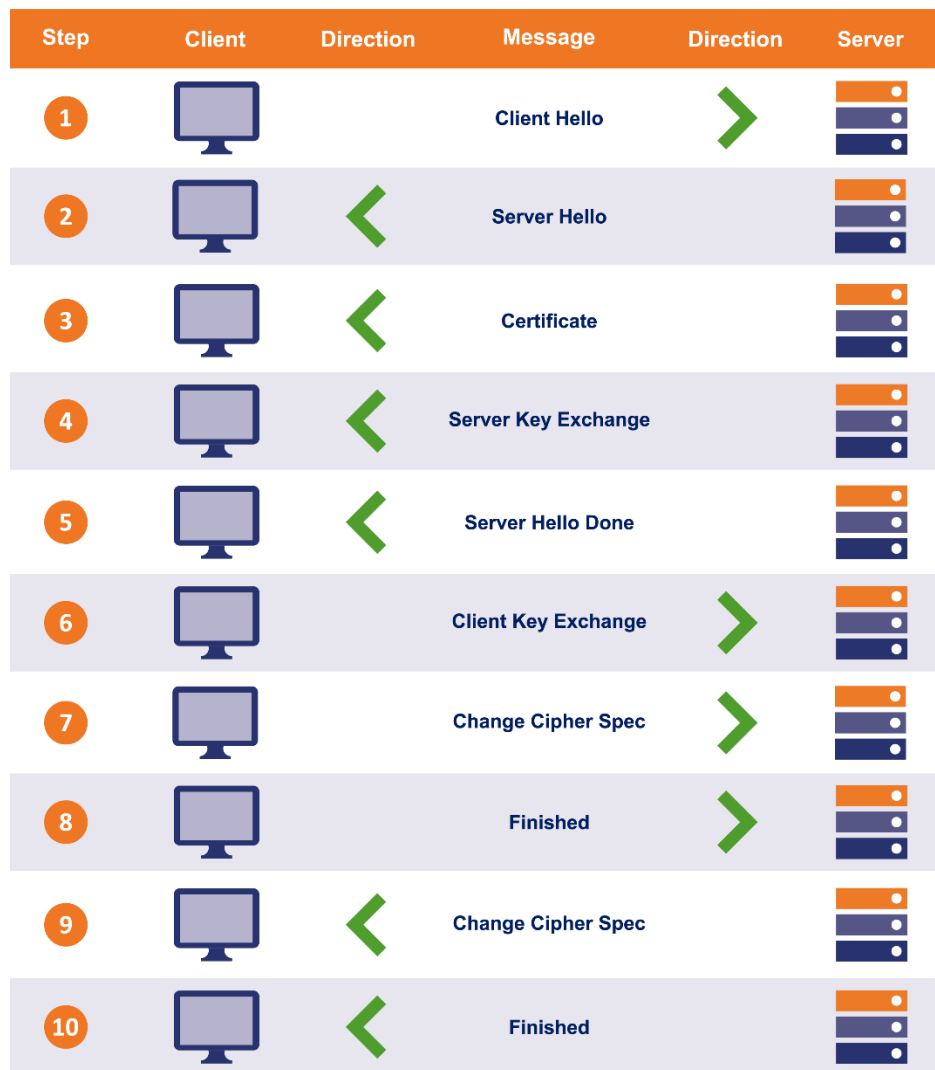 Step Client Direction Message Direction Server
1 Client Hello
2 Server Hello
3 Certificate
4 Server Key Exchange
5 Server Hello Done
6 Client Key Exchange
7 Change Cipher Spec
8 Finished
9 Change Cipher Spec
10 Finished